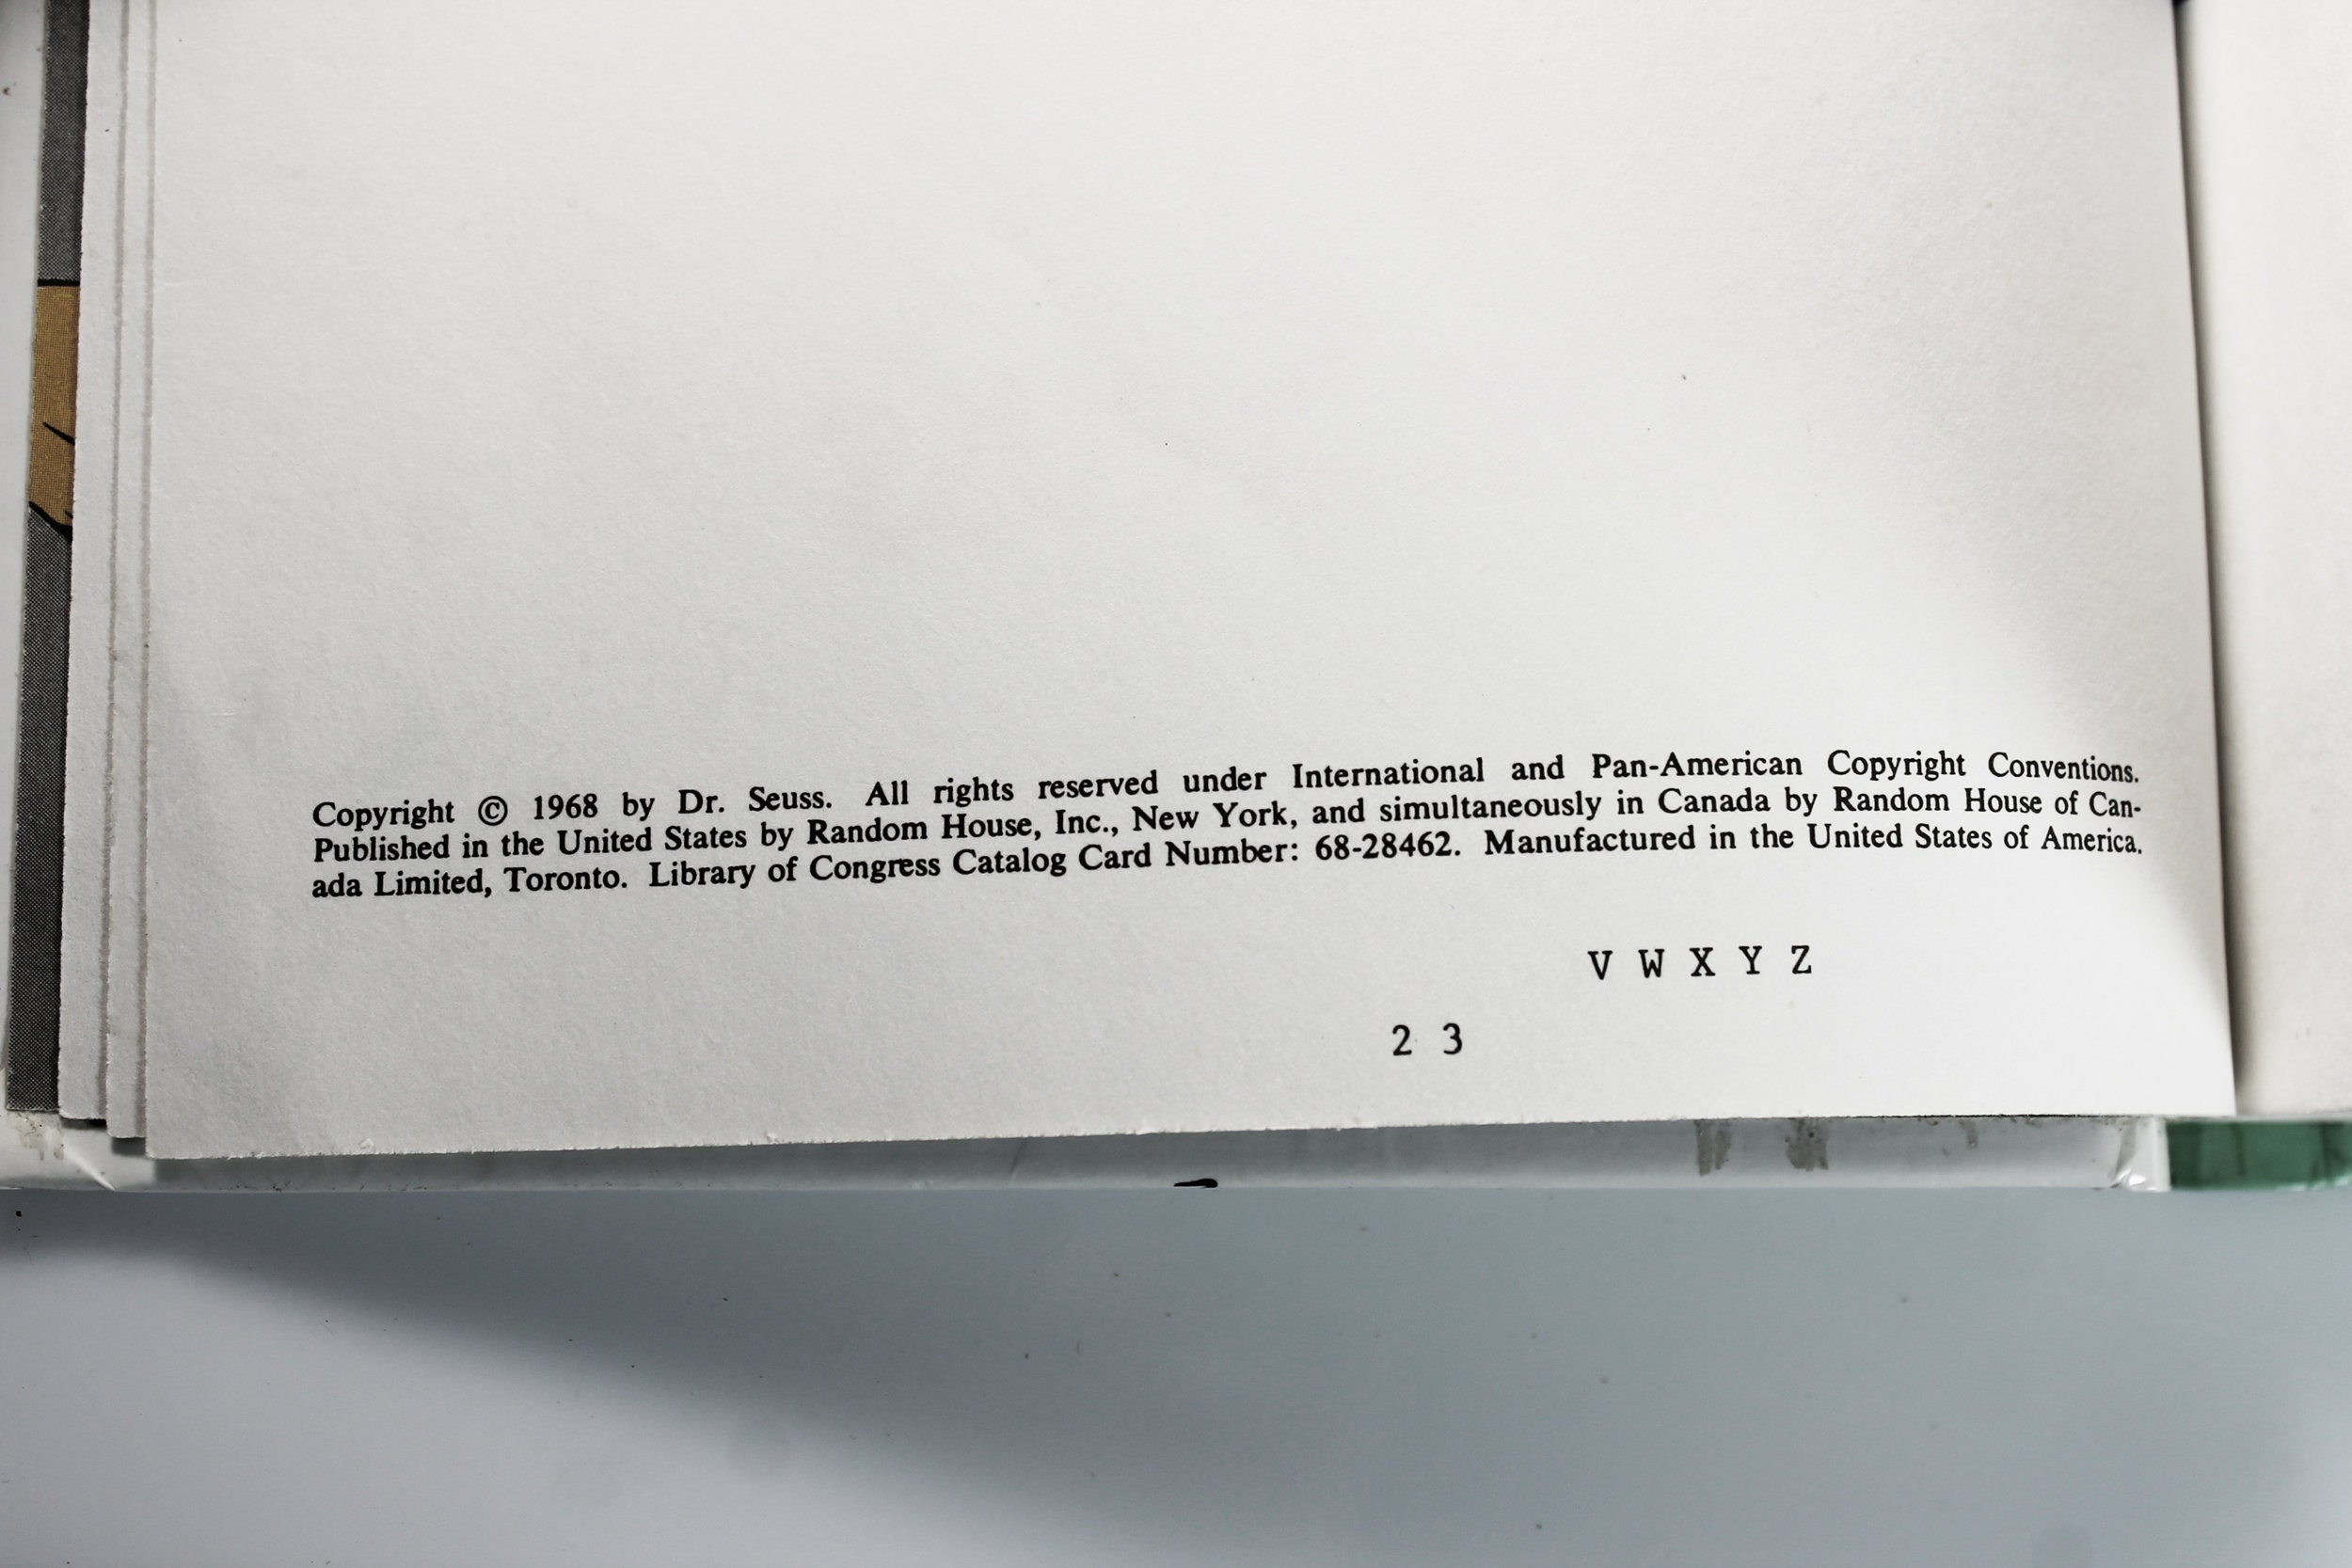 Copyright © 1968 by Dr. Seuss. All rights reserved under International and Pan-American Copyright Conventions.
Published in the United States by Random House, Inc., New York, and simultaneously in Canada by Random House of Can-
ada Limited, Toronto. Library of Congress Catalog Card Number: 68-28462. Manufactured in the United States of America.
V W X Y Z
2 3